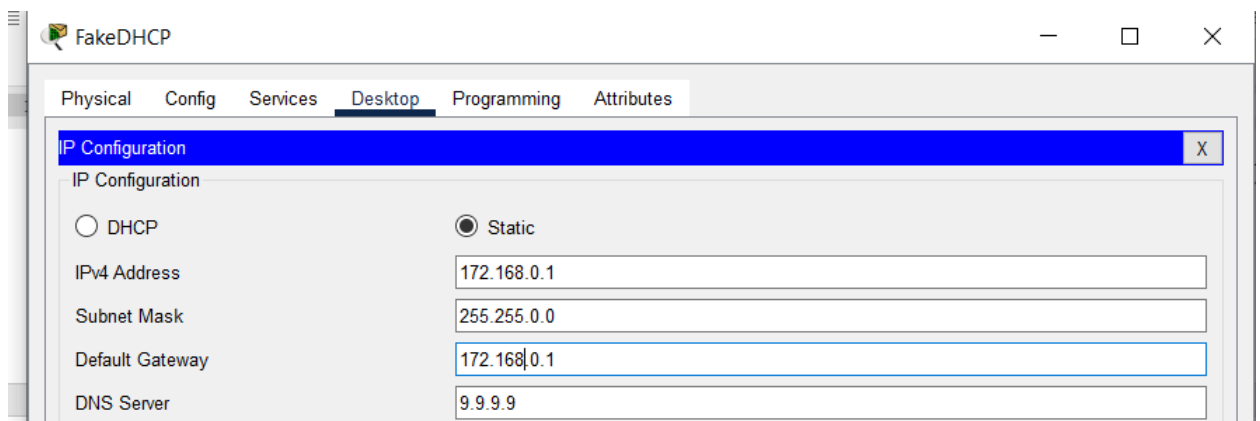 FakeDHCP
Physical Config Services Desktop Programming Attributes
IP Configuration X
IP Configuration
DHCP Static
IPv4 Address 172.168.0.1
Subnet Mask 255.255.0.0
Default Gateway 172.168.0.1
DNS Server 9.9.9.9